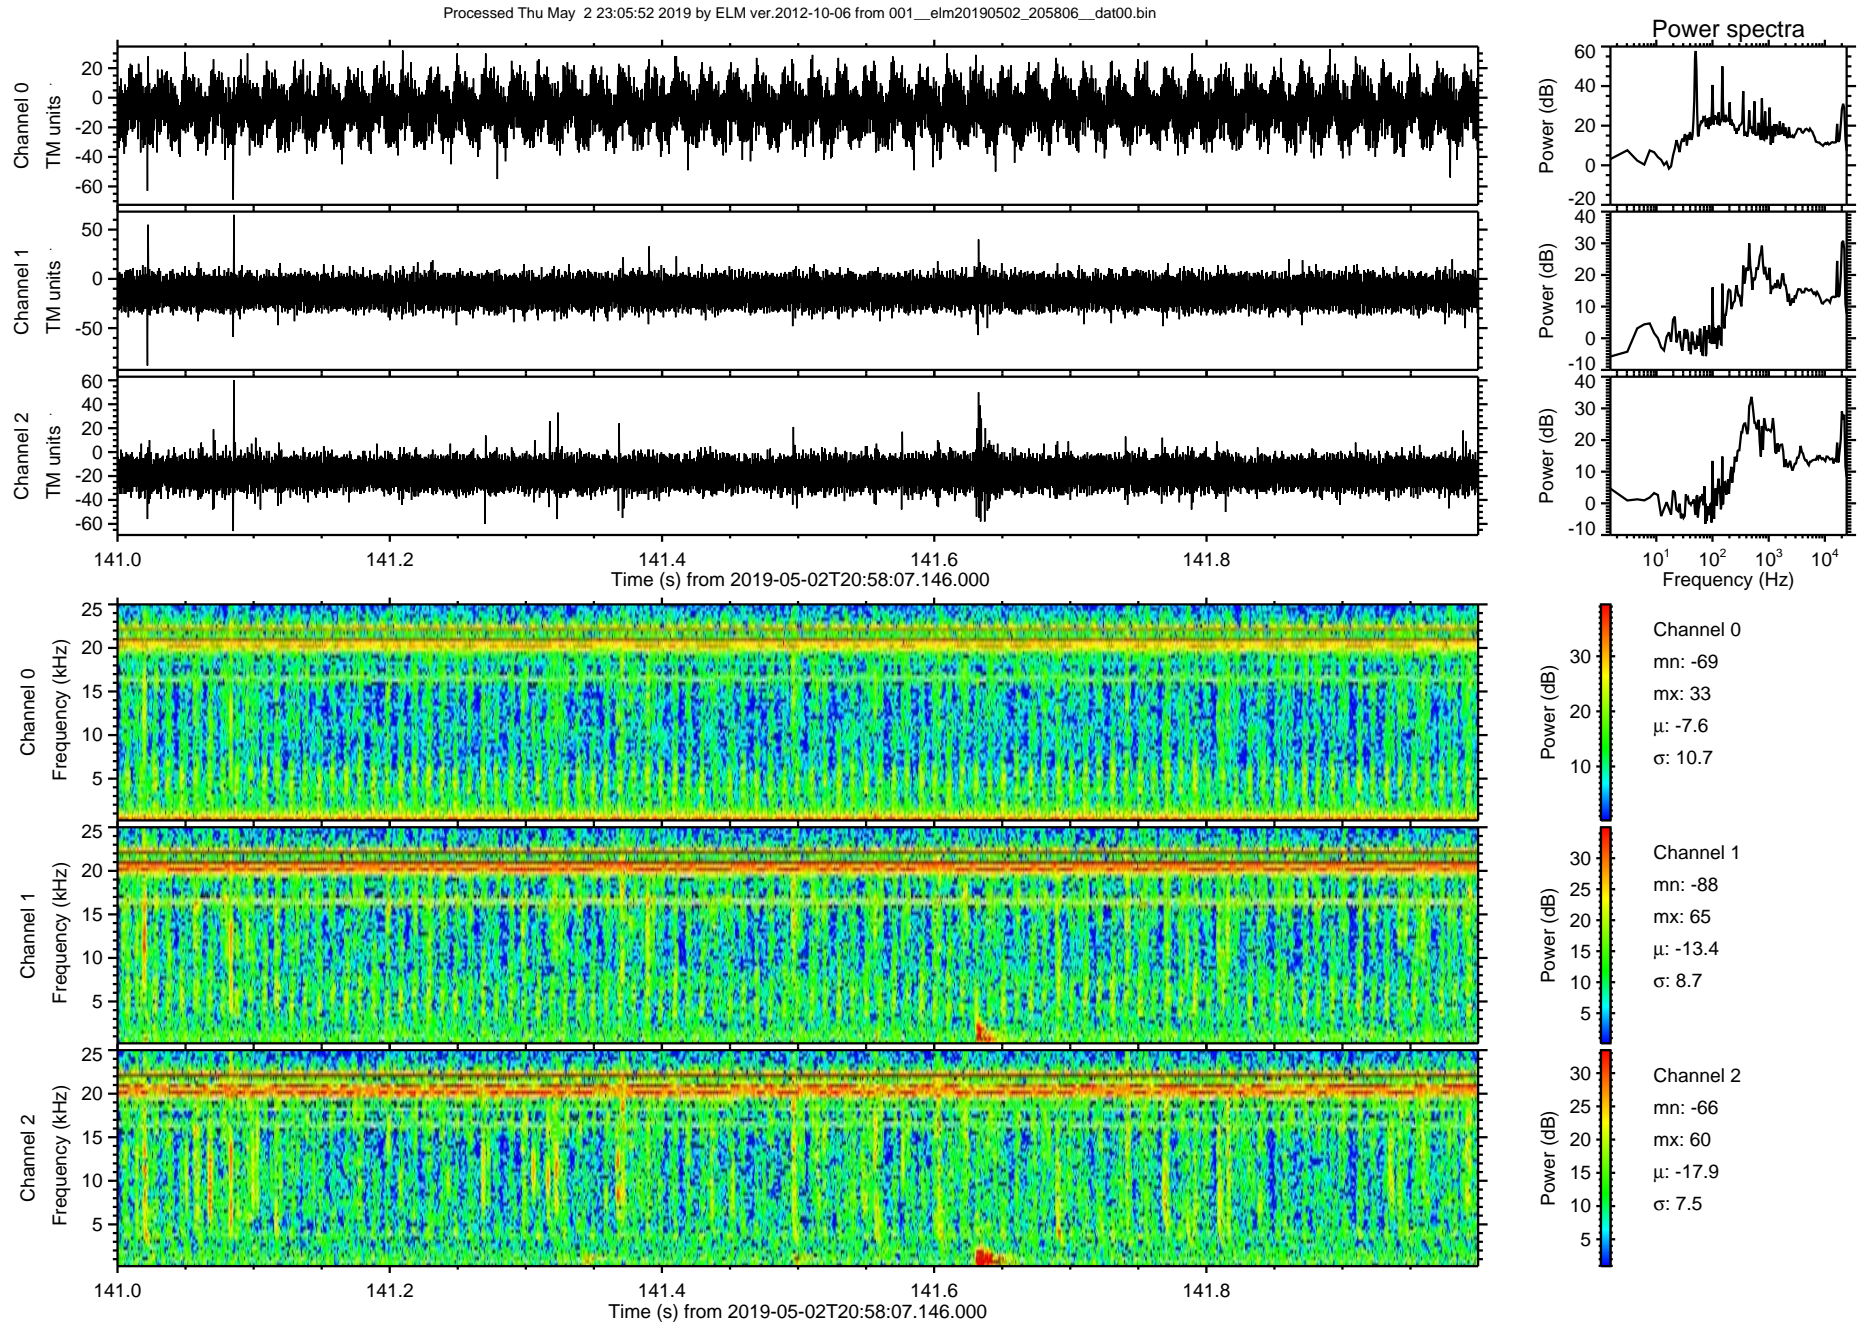 Processed Thu May  2 23:05:52 2019 by ELM ver.2012-10-06 from 001__elm20190502_205806__dat00.bin
Power spectra
Channel 0
TM units
20
0
-20
-40
-60
Power (dB)
60
40
20
0
-20
Channel 1
TM units
50
0
-50
Power (dB)
40
30
20
10
0
-10
Channel 2
TM units
60
40
20
0
-20
-40
-60
Power (dB)
40
30
20
10
0
-10
141.0 141.2 141.4 141.6 141.8
Time (s) from 2019-05-02T20:58:07.146.000
10¹ 10² 10³ 10⁴
Frequency (Hz)
Channel 0
Frequency (kHz)
25
20
15
10
5
Power (dB)
30
20
10
Channel 0
mn: -69
mx: 33
μ: -7.6
σ: 10.7
Channel 1
Frequency (kHz)
25
20
15
10
5
Power (dB)
30
25
20
15
10
5
Channel 1
mn: -88
mx: 65
μ: -13.4
σ: 8.7
Channel 2
Frequency (kHz)
25
20
15
10
5
Power (dB)
30
25
20
15
10
5
Channel 2
mn: -66
mx: 60
μ: -17.9
σ: 7.5
141.0 141.2 141.4 141.6 141.8
Time (s) from 2019-05-02T20:58:07.146.000